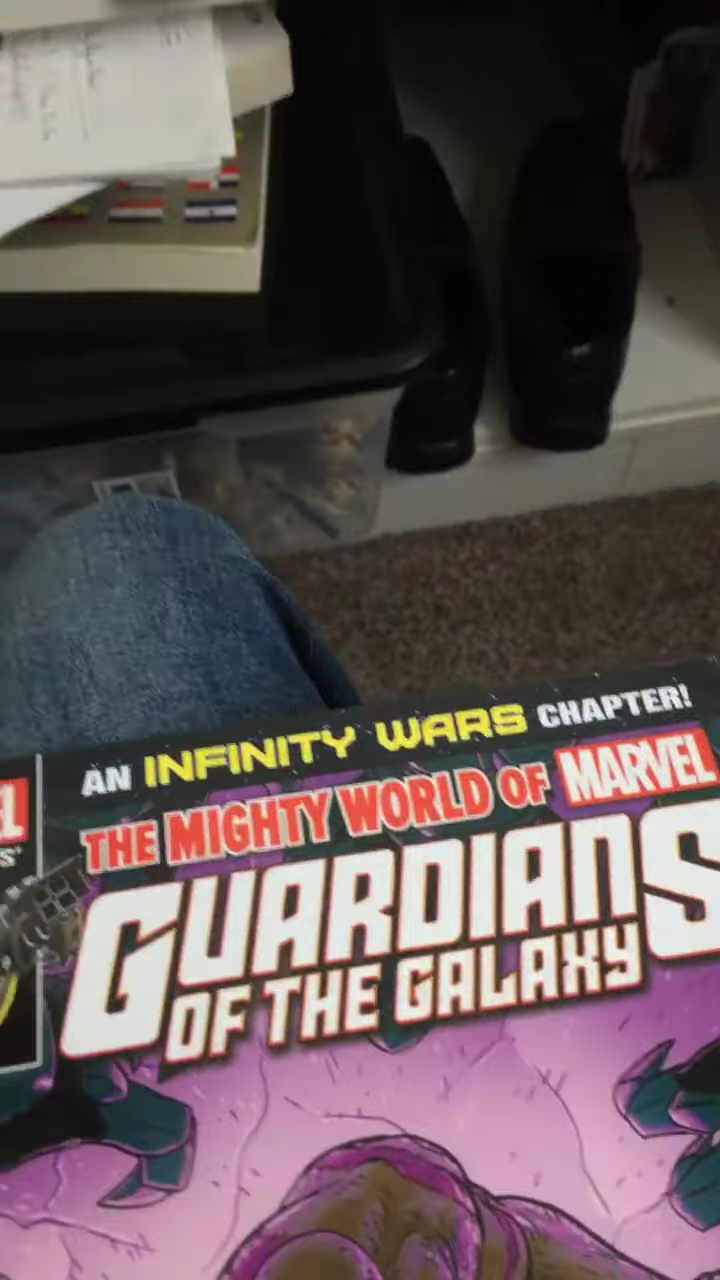 AN INFINITY WARS CHAPTER!
THE MIGHTY WORLD OF MARVEL
GUARDIANS
OF THE GALAXY